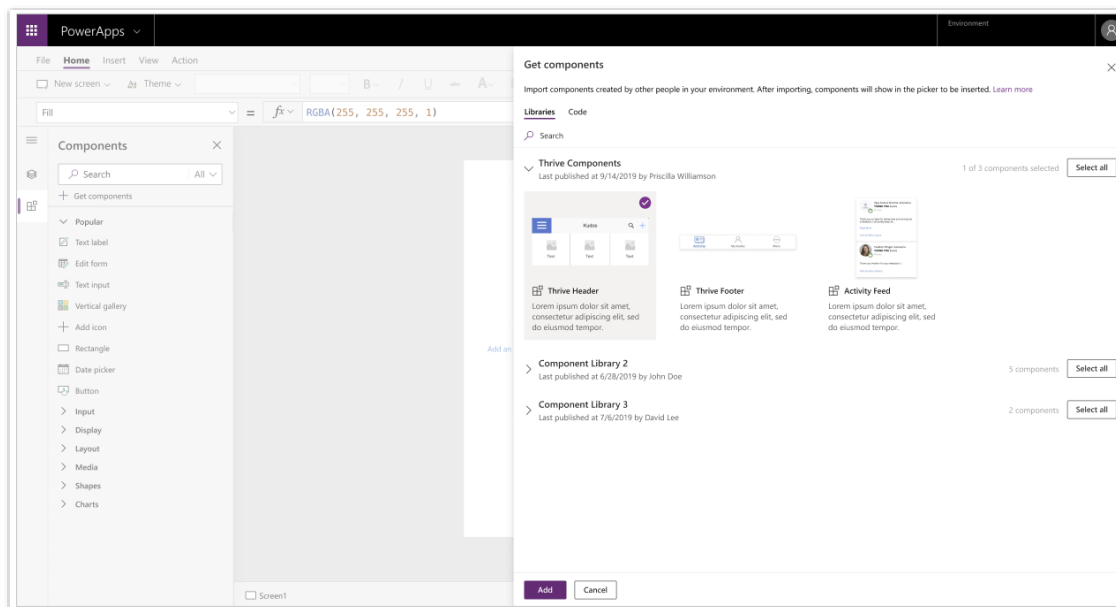 PowerApps
Environment
File Home Insert View Action
New screen Theme B / U abc A
Fill = fx RGBA(255, 255, 255, 1)
Components
Search All
Get components
Popular
Text label
Edit form
Text input
Vertical gallery
Add icon
Rectangle
Date picker
Button
Input
Display
Layout
Media
Shapes
Charts
Add an
Screen1
Get components
Import components created by other people in your environment. After importing, components will show in the picker to be inserted. Learn more
Libraries Code
Search
Thrive Components
Last published at 9/14/2019 by Priscilla Williamson
1 of 3 components selected Select all
Kudos
Text Text Text
Thrive Header
Lorem ipsum dolor sit amet,
consectetur adipiscing elit, sed
do eiusmod tempor.
Thrive Footer
Lorem ipsum dolor sit amet,
consectetur adipiscing elit, sed
do eiusmod tempor.
Activity Feed
Lorem ipsum dolor sit amet,
consectetur adipiscing elit, sed
do eiusmod tempor.
Component Library 2
Last published at 6/28/2019 by John Doe
5 components Select all
Component Library 3
Last published at 7/6/2019 by David Lee
2 components Select all
Add Cancel